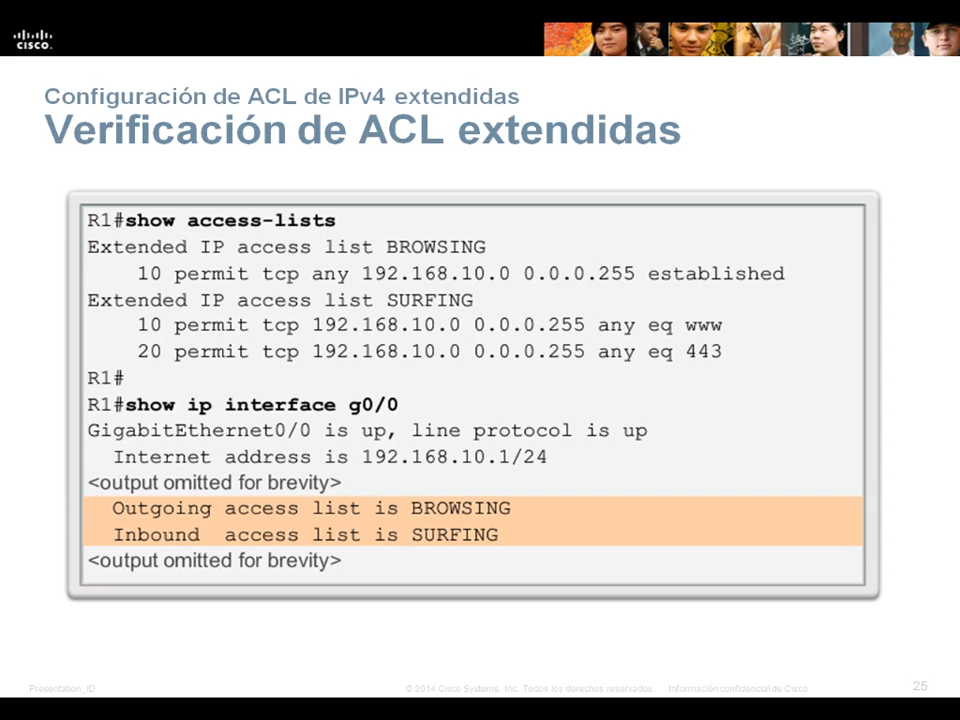 CISCO.
Configuración de ACL de IPv4 extendidas
Verificación de ACL extendidas
R1#show access-lists
Extended IP access list BROWSING
10 permit tcp any 192.168.10.0 0.0.0.255 established
Extended IP access list SURFING
10 permit tcp 192.168.10.0 0.0.0.255 any eq www
20 permit tcp 192.168.10.0 0.0.0.255 any eq 443
R1#
R1#show ip interface g0/0
GigabitEthernet0/0 is up, line protocol is up
Internet address is 192.168.10.1/24
<output omitted for brevity>
Outgoing access list is BROWSING
Inbound  access list is SURFING
<output omitted for brevity>
Presentation_ID © 2014 Cisco Systems, Inc. Todos los derechos reservados. Información confidencial de Cisco 25